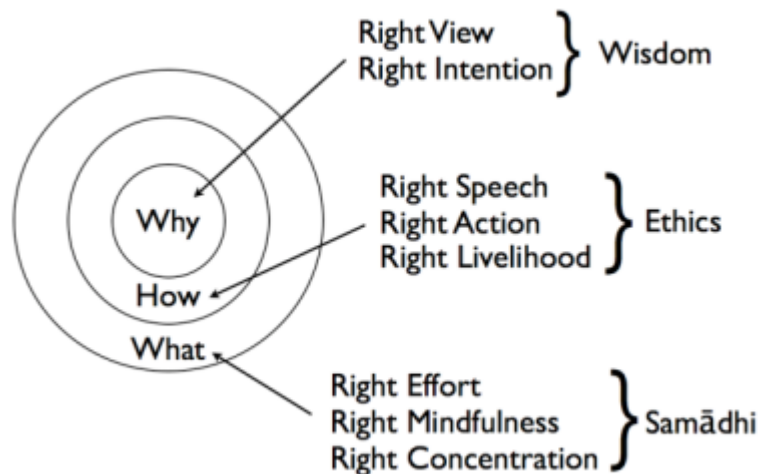 Right View
Right Intention
Wisdom
Why
How
What
Right Speech
Right Action
Right Livelihood
Ethics
Right Effort
Right Mindfulness
Right Concentration
Samādhi